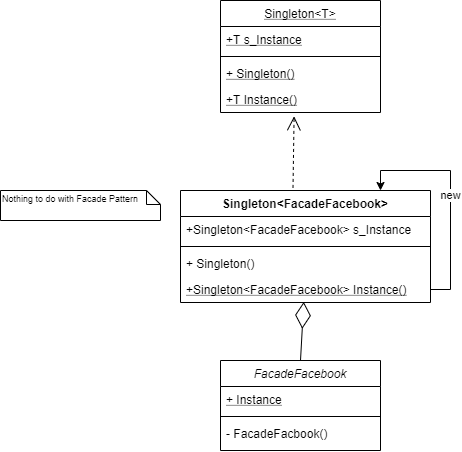 Singleton<T>
+T s_Instance
+ Singleton()
+T Instance()
Nothing to do with Facade Pattern
Singleton<FacadeFacebook>
new
+Singleton<FacadeFacebook> s_Instance
+ Singleton()
+Singleton<FacadeFacebook> Instance()
FacadeFacebook
+ Instance
- FacadeFacbook()